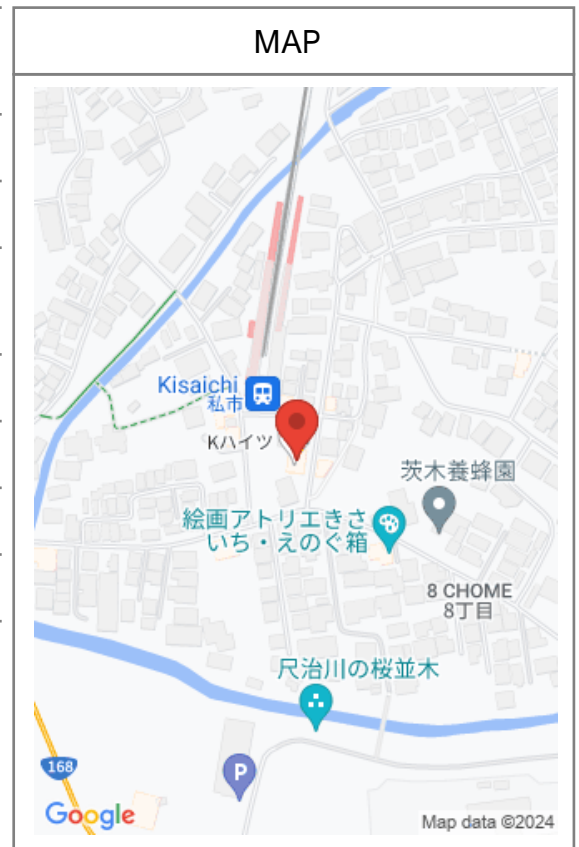 MAP
Kisaichi
私市
Kハイツ
茨木養蜂園
絵画アトリエきさ
いち・えのぐ箱
8 CHOME
8丁目
尺治川の桜並木
168
P
Google
Map data ©2024